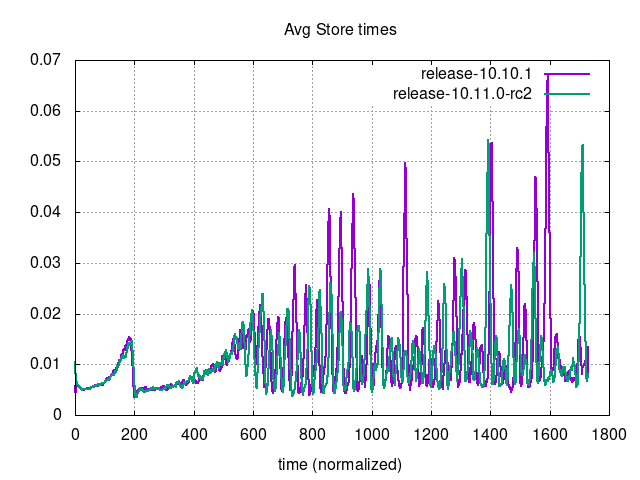 Avg Store times
release-10.10.1
release-10.11.0-rc2
0.07
0.06
0.05
0.04
0.03
0.02
0.01
0
0 200 400 600 800 1000 1200 1400 1600 1800
time (normalized)